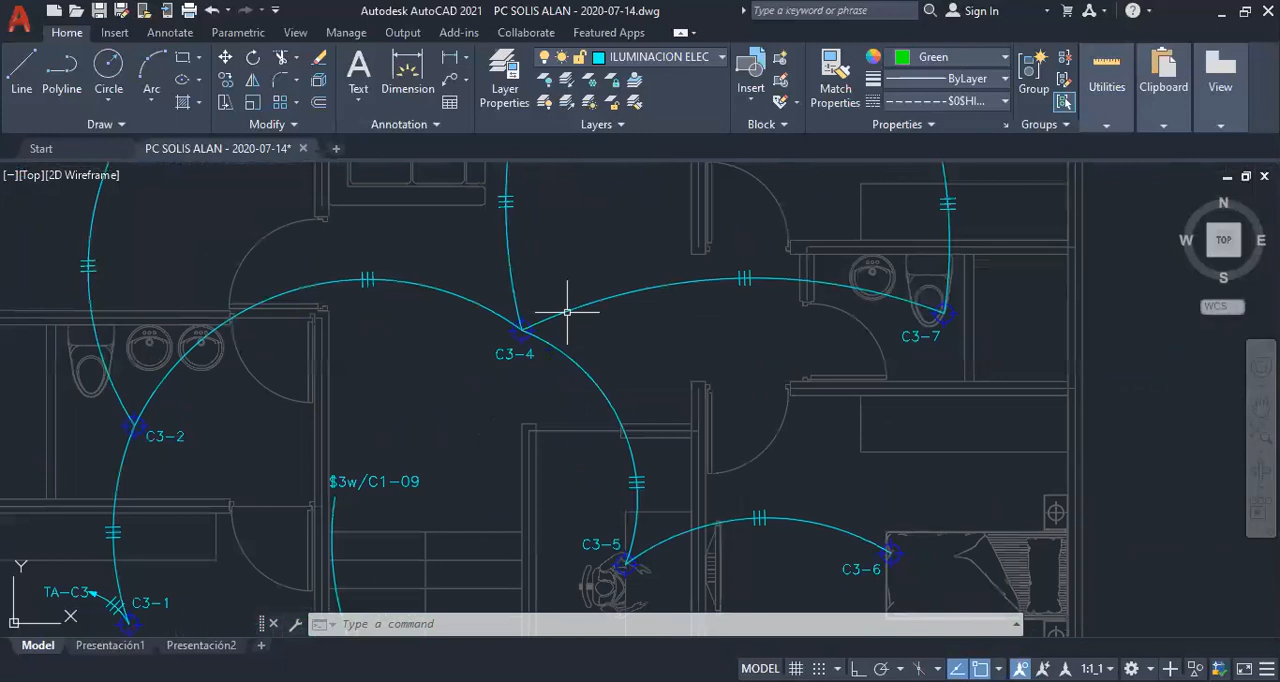 Autodesk AutoCAD 2021 PC SOLIS ALAN - 2020-07-14.dwg
Type a keyword or phrase
Sign In
Home Insert Annotate Parametric View Manage Output Add-ins Collaborate Featured Apps
Line
Polyline
Circle
Arc
Text
Dimension
Layer
Properties
ILUMINACION ELEC
Insert
Match
Properties
Green
ByLayer
$0$HI...
Group
Utilities
Clipboard
View
Draw
Modify
Annotation
Layers
Block
Properties
Groups
Start
PC SOLIS ALAN - 2020-07-14*
[−][Top][2D Wireframe]
N
W
TOP
E
S
WCS
C3-7
C3-4
C3-2
$3w/C1-09
C3-5
C3-6
Y
TA-C3
C3-1
X
Type a command
Model
Presentación1
Presentación2
MODEL
1:1_1